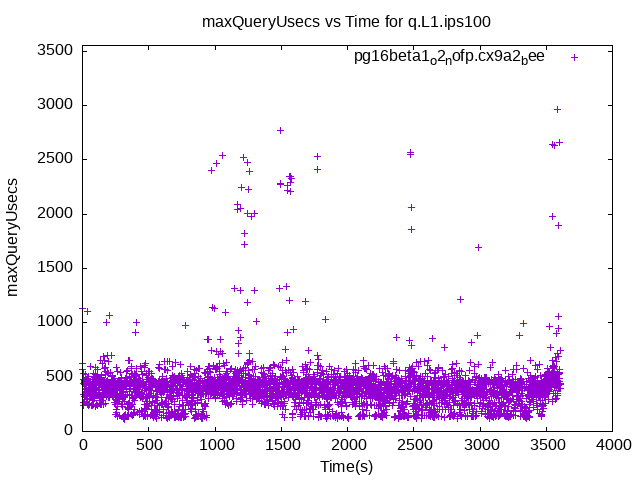 maxQueryUsecs vs Time for q.L1.ips100
pg16beta1o2nofp.cx9a2bee
3500
3000
2500
2000
1500
1000
500
0
maxQueryUsecs
0 500 1000 1500 2000 2500 3000 3500 4000
Time(s)